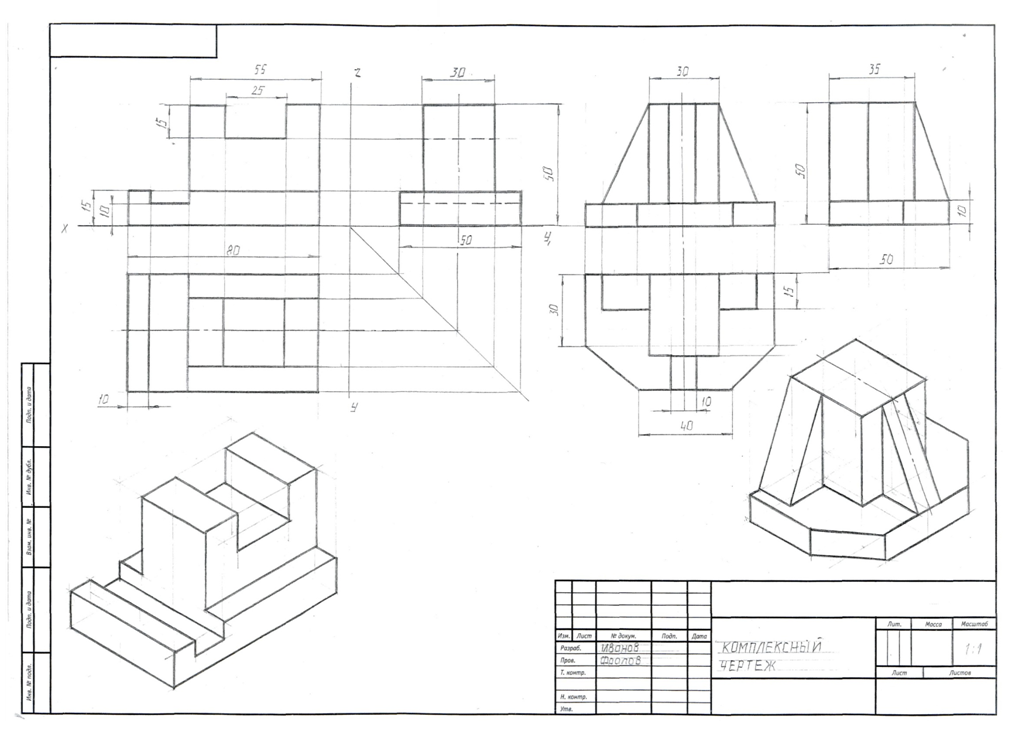 55
z
30
30
35
25
15
50
50
15
10
10
x
y₁
50
80
50
30
15
10
y
10
40
Подп. и дата
Инв. № дубл.
Взам. инв. №
Подп. и дата
Инв. № подл.
Изм. Лист № докум. Подп. Дата
Разраб. Иванов
Пров.
Т. контр.
Н. контр.
Утв.
КОМПЛЕКСНЫЙ
ЧЕРТЕЖ
Лит. Масса Масштаб
1:1
Лист Листов